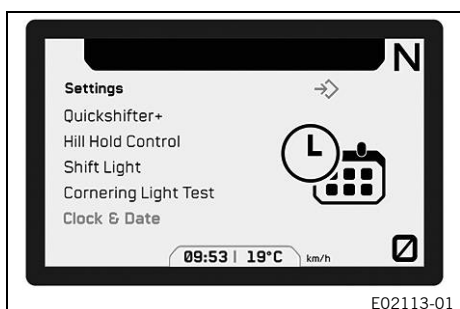 N
Settings
Quickshifter+
Hill Hold Control
Shift Light
Cornering Light Test
Clock & Date
L
09:53 | 19°C km/h
0
E02113-01